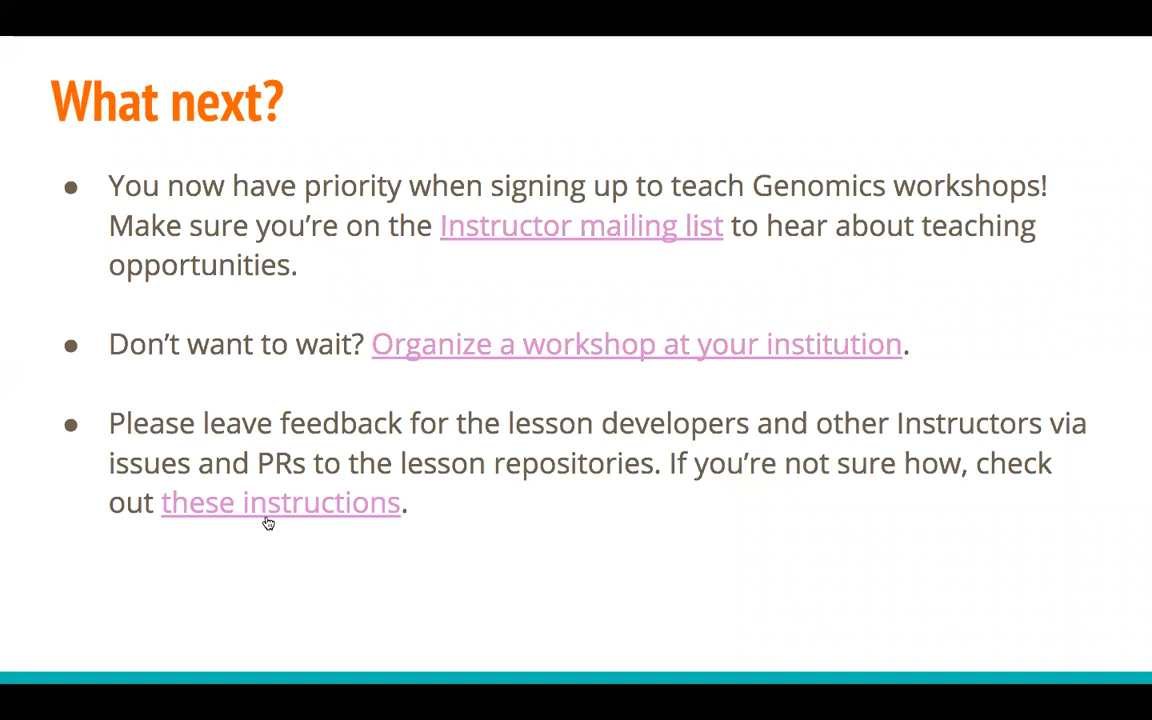 What next?
● You now have priority when signing up to teach Genomics workshops!
Make sure you’re on the Instructor mailing list to hear about teaching
opportunities.
● Don’t want to wait? Organize a workshop at your institution.
● Please leave feedback for the lesson developers and other Instructors via
issues and PRs to the lesson repositories. If you’re not sure how, check
out these instructions.